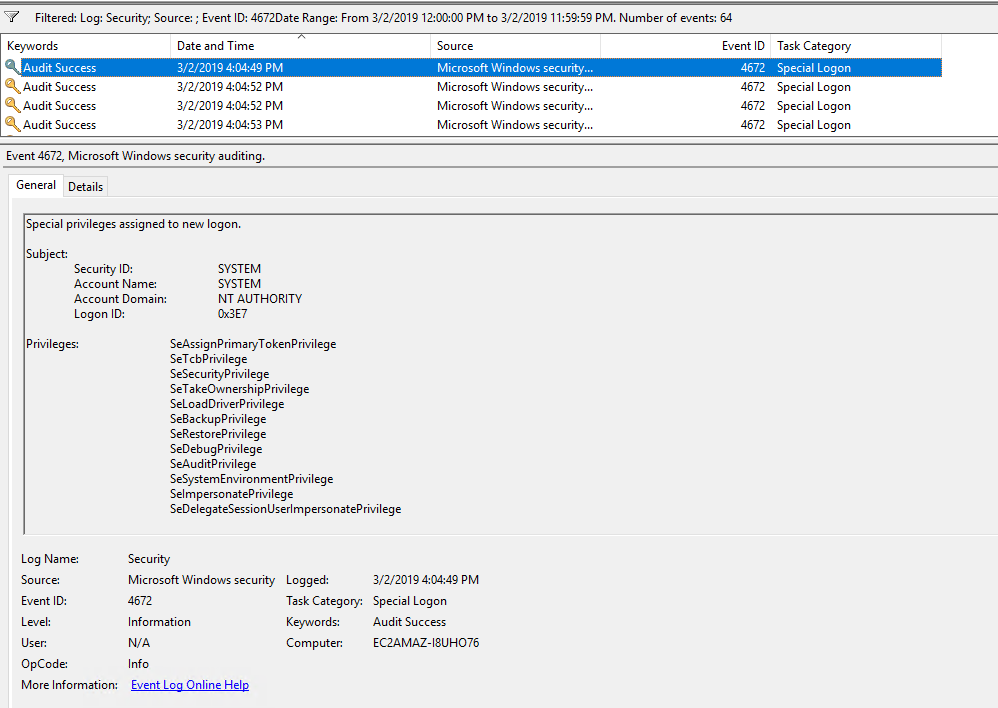 Filtered: Log: Security; Source: ; Event ID: 4672Date Range: From 3/2/2019 12:00:00 PM to 3/2/2019 11:59:59 PM. Number of events: 64
Keywords Date and Time Source Event ID Task Category
Audit Success 3/2/2019 4:04:49 PM Microsoft Windows security... 4672 Special Logon
Audit Success 3/2/2019 4:04:52 PM Microsoft Windows security... 4672 Special Logon
Audit Success 3/2/2019 4:04:52 PM Microsoft Windows security... 4672 Special Logon
Audit Success 3/2/2019 4:04:53 PM Microsoft Windows security... 4672 Special Logon
Event 4672, Microsoft Windows security auditing.
General Details
Special privileges assigned to new logon.
Subject:
Security ID: SYSTEM
Account Name: SYSTEM
Account Domain: NT AUTHORITY
Logon ID: 0x3E7
Privileges: SeAssignPrimaryTokenPrivilege
SeTcbPrivilege
SeSecurityPrivilege
SeTakeOwnershipPrivilege
SeLoadDriverPrivilege
SeBackupPrivilege
SeRestorePrivilege
SeDebugPrivilege
SeAuditPrivilege
SeSystemEnvironmentPrivilege
SeImpersonatePrivilege
SeDelegateSessionUserImpersonatePrivilege
Log Name: Security
Source: Microsoft Windows security Logged: 3/2/2019 4:04:49 PM
Event ID: 4672 Task Category: Special Logon
Level: Information Keywords: Audit Success
User: N/A Computer: EC2AMAZ-I8UHO76
OpCode: Info
More Information: Event Log Online Help